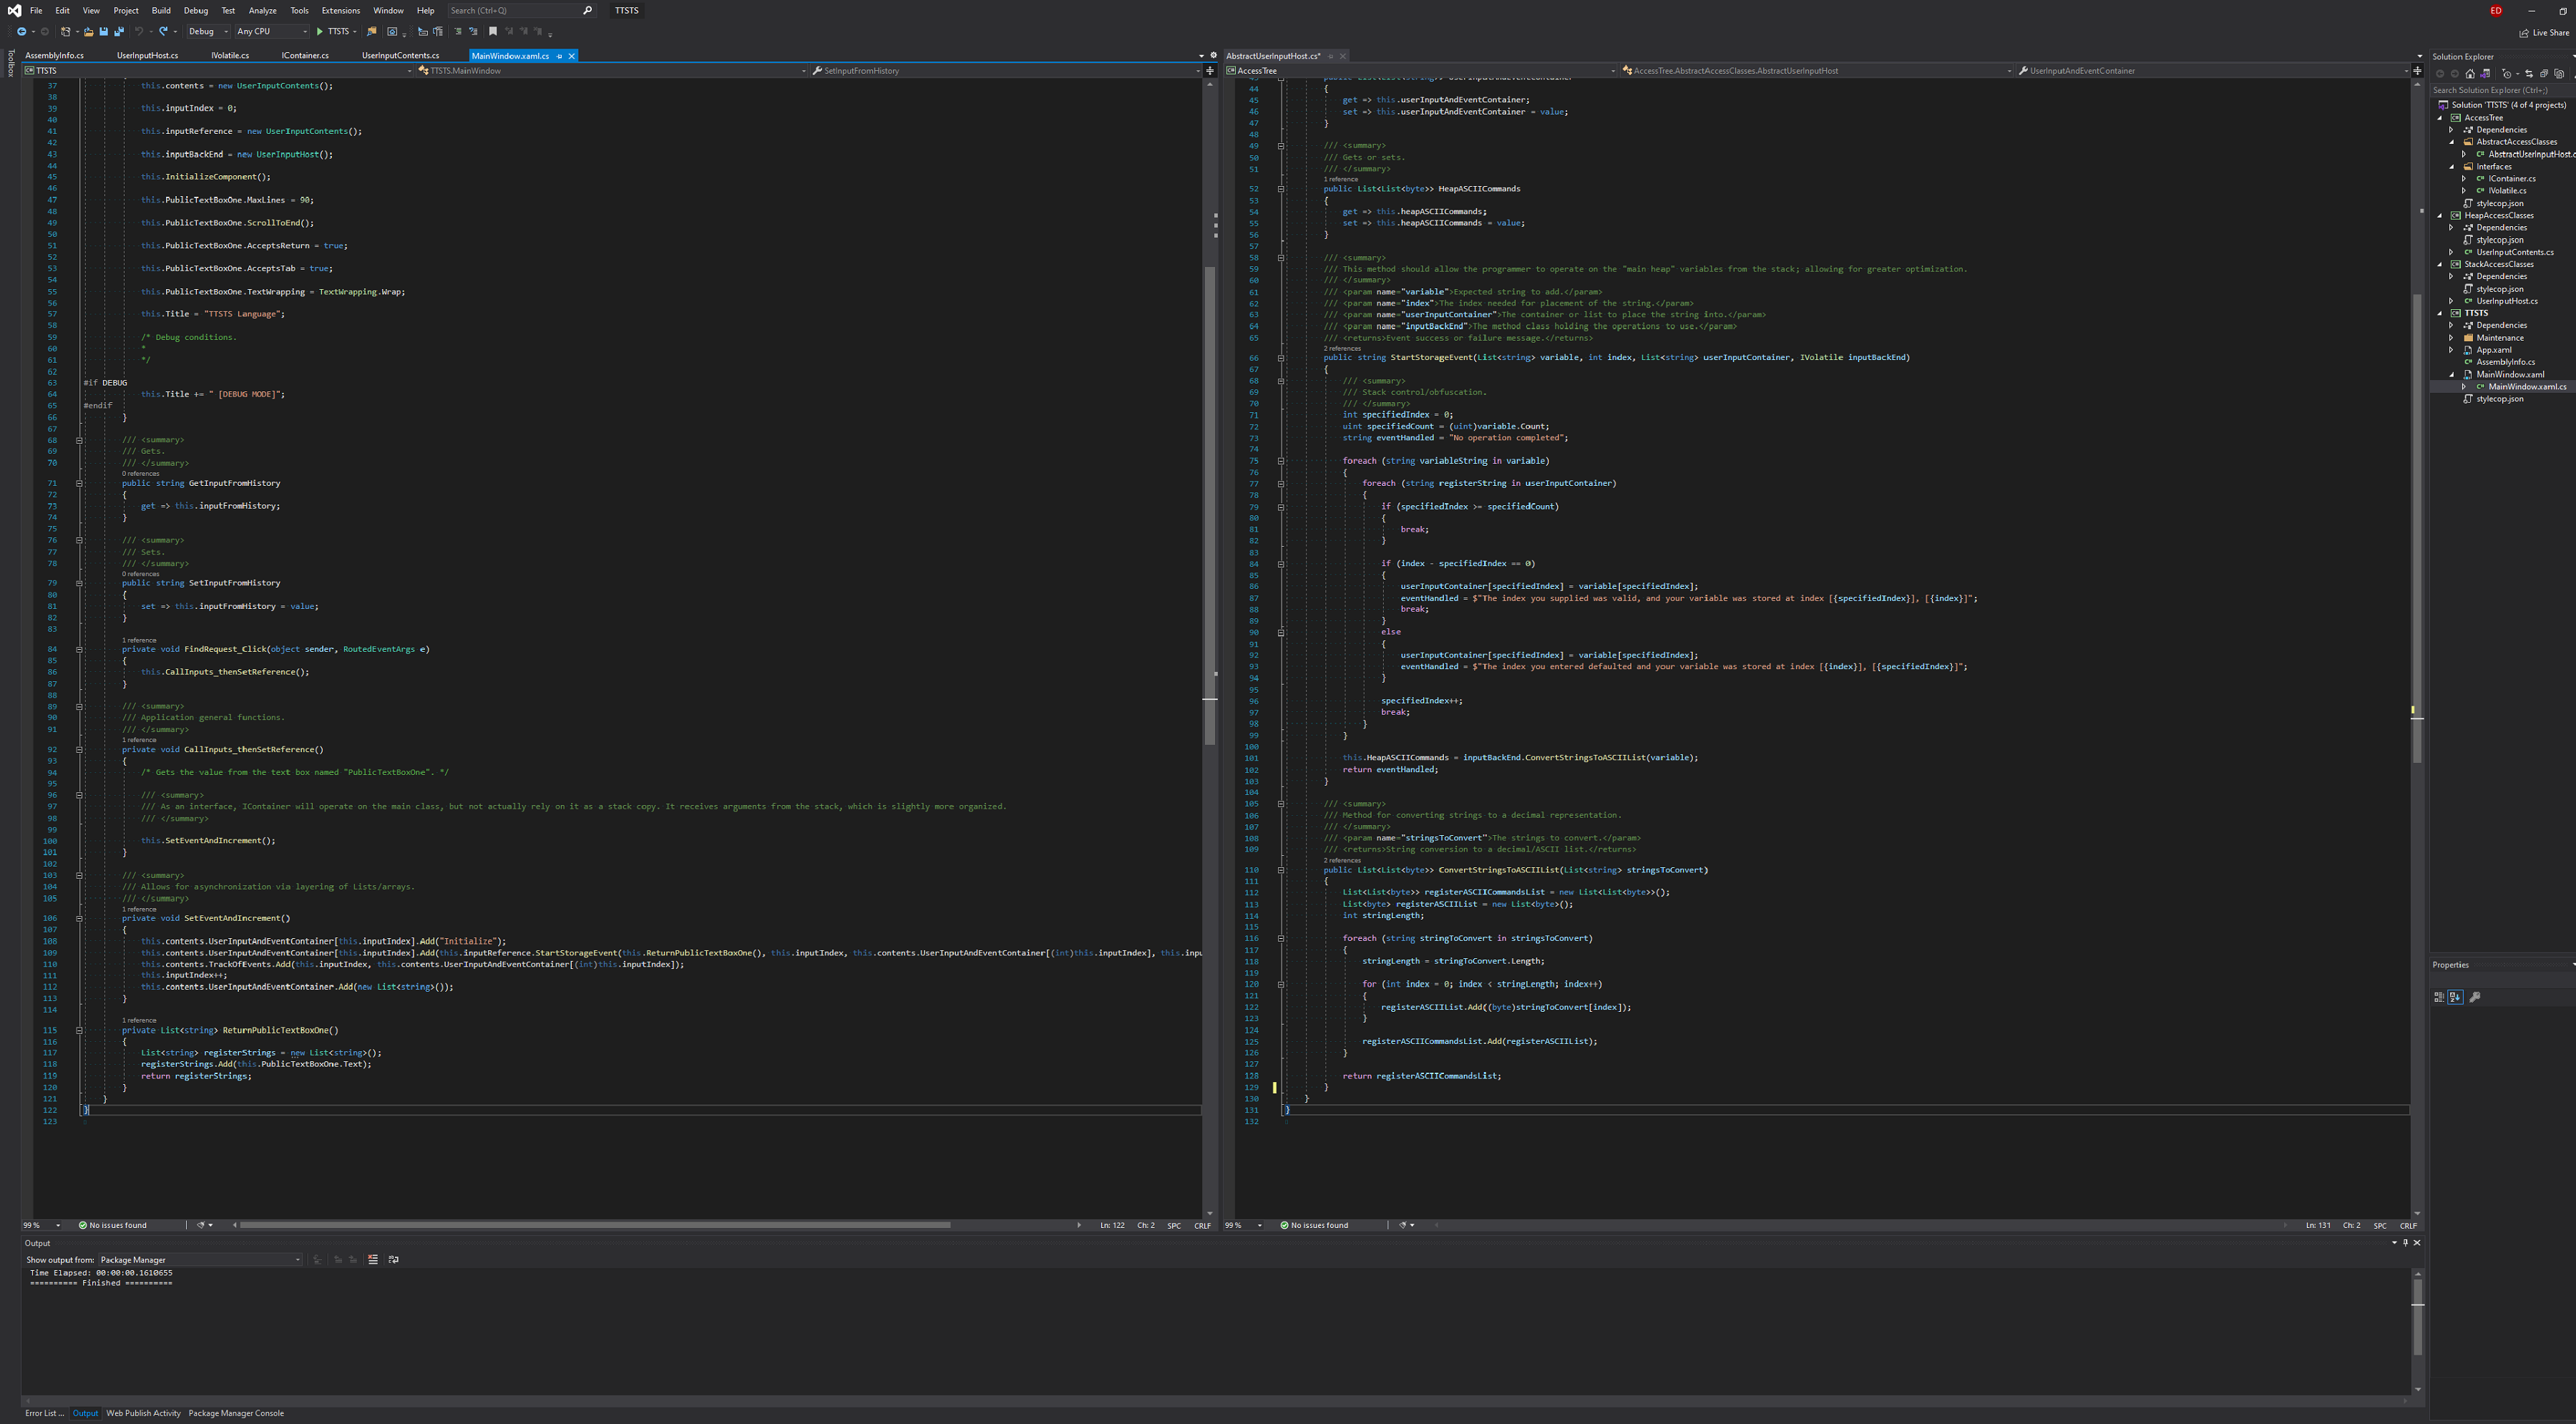 File Edit View Project Build Debug Test Analyze Tools Extensions Window Help Search (Ctrl+Q) TTSTS ED
Debug Any CPU TTSTS Live Share
Toolbox
AssemblyInfo.cs UserInputHost.cs IVolatile.cs IContainer.cs UserInputContents.cs MainWindow.xaml.cs
TTSTS TTSTS.MainWindow SetInputFromHistory
37 this.contents = new UserInputContents();
38
39 this.inputIndex = 0;
40
41 this.inputReference = new UserInputContents();
42
43 this.inputBackEnd = new UserInputHost();
44
45 this.InitializeComponent();
46
47 this.PublicTextBoxOne.MaxLines = 90;
48
49 this.PublicTextBoxOne.ScrollToEnd();
50
51 this.PublicTextBoxOne.AcceptsReturn = true;
52
53 this.PublicTextBoxOne.AcceptsTab = true;
54
55 this.PublicTextBoxOne.TextWrapping = TextWrapping.Wrap;
56
57 this.Title = "TTSTS Language";
58
59 /* Debug conditions.
60 *
61 */
62
63 #if DEBUG
64 this.Title += " [DEBUG MODE]";
65 #endif
66 }
67
68 /// <summary>
69 /// Gets.
70 /// </summary>
0 references
71 public string GetInputFromHistory
72 {
73 get => this.inputFromHistory;
74 }
75
76 /// <summary>
77 /// Sets.
78 /// </summary>
0 references
79 public string SetInputFromHistory
80 {
81 set => this.inputFromHistory = value;
82 }
83
1 reference
84 private void FindRequest_Click(object sender, RoutedEventArgs e)
85 {
86 this.CallInputs_thenSetReference();
87 }
88
89 /// <summary>
90 /// Application general functions.
91 /// </summary>
1 reference
92 private void CallInputs_thenSetReference()
93 {
94 /* Gets the value from the text box named "PublicTextBoxOne". */
95
96 /// <summary>
97 /// As an interface, IContainer will operate on the main class, but not actually rely on it as a stack copy. It receives arguments from the stack, which is slightly more organized.
98 /// </summary>
99
100 this.SetEventAndIncrement();
101 }
102
103 /// <summary>
104 /// Allows for asynchronization via layering of Lists/arrays.
105 /// </summary>
1 reference
106 private void SetEventAndIncrement()
107 {
108 this.contents.UserInputAndEventContainer[this.inputIndex].Add("Initialize");
109 this.contents.UserInputAndEventContainer[this.inputIndex].Add(this.inputReference.StartStorageEvent(this.ReturnPublicTextBoxOne(), this.inputIndex, this.contents.UserInputAndEventContainer[(int)this.inputIndex], this.inpu
110 this.contents.TrackOfEvents.Add(this.inputIndex, this.contents.UserInputAndEventContainer[(int)this.inputIndex]);
111 this.inputIndex++;
112 this.contents.UserInputAndEventContainer.Add(new List<string>());
113 }
114
1 reference
115 private List<string> ReturnPublicTextBoxOne()
116 {
117 List<string> registerStrings = new List<string>();
118 registerStrings.Add(this.PublicTextBoxOne.Text);
119 return registerStrings;
120 }
121 }
122 }
123
99 % No issues found Ln: 122 Ch: 2 SPC CRLF
AbstractUserInputHost.cs*
AccessTree AccessTree.AbstractAccessClasses.AbstractUserInputHost UserInputAndEventContainer
43 public List<List<string>> UserInputAndEventContainer
44 {
45 get => this.userInputAndEventContainer;
46 set => this.userInputAndEventContainer = value;
47 }
48
49 /// <summary>
50 /// Gets or sets.
51 /// </summary>
1 reference
52 public List<List<byte>> HeapASCIICommands
53 {
54 get => this.heapASCIICommands;
55 set => this.heapASCIICommands = value;
56 }
57
58 /// <summary>
59 /// This method should allow the programmer to operate on the "main heap" variables from the stack; allowing for greater optimization.
60 /// </summary>
61 /// <param name="variable">Expected string to add.</param>
62 /// <param name="index">The index needed for placement of the string.</param>
63 /// <param name="userInputContainer">The container or list to place the string into.</param>
64 /// <param name="inputBackEnd">The method class holding the operations to use.</param>
65 /// <returns>Event success or failure message.</returns>
2 references
66 public string StartStorageEvent(List<string> variable, int index, List<string> userInputContainer, IVolatile inputBackEnd)
67 {
68 /// <summary>
69 /// Stack control/obfuscation.
70 /// </summary>
71 int specifiedIndex = 0;
72 uint specifiedCount = (uint)variable.Count;
73 string eventHandled = "No operation completed";
74
75 foreach (string variableString in variable)
76 {
77 foreach (string registerString in userInputContainer)
78 {
79 if (specifiedIndex >= specifiedCount)
80 {
81 break;
82 }
83
84 if (index - specifiedIndex == 0)
85 {
86 userInputContainer[specifiedIndex] = variable[specifiedIndex];
87 eventHandled = $"The index you supplied was valid, and your variable was stored at index [{specifiedIndex}], [{index}]";
88 break;
89 }
90 else
91 {
92 userInputContainer[specifiedIndex] = variable[specifiedIndex];
93 eventHandled = $"The index you entered defaulted and your variable was stored at index [{index}], [{specifiedIndex}]";
94 }
95
96 specifiedIndex++;
97 break;
98 }
99 }
100
101 this.HeapASCIICommands = inputBackEnd.ConvertStringsToASCIIList(variable);
102 return eventHandled;
103 }
104
105 /// <summary>
106 /// Method for converting strings to a decimal representation.
107 /// </summary>
108 /// <param name="stringsToConvert">The strings to convert.</param>
109 /// <returns>String conversion to a decimal/ASCII list.</returns>
2 references
110 public List<List<byte>> ConvertStringsToASCIIList(List<string> stringsToConvert)
111 {
112 List<List<byte>> registerASCIICommandsList = new List<List<byte>>();
113 List<byte> registerASCIIList = new List<byte>();
114 int stringLength;
115
116 foreach (string stringToConvert in stringsToConvert)
117 {
118 stringLength = stringToConvert.Length;
119
120 for (int index = 0; index < stringLength; index++)
121 {
122 registerASCIIList.Add((byte)stringToConvert[index]);
123 }
124
125 registerASCIICommandsList.Add(registerASCIIList);
126 }
127
128 return registerASCIICommandsList;
129 }
130 }
131 }
132
99 % No issues found Ln: 131 Ch: 2 SPC CRLF
Solution Explorer
Search Solution Explorer (Ctrl+;)
Solution 'TTSTS' (4 of 4 projects)
AccessTree
Dependencies
AbstractAccessClasses
AbstractUserInputHost.c
Interfaces
IContainer.cs
IVolatile.cs
stylecop.json
HeapAccessClasses
Dependencies
stylecop.json
UserInputContents.cs
StackAccessClasses
Dependencies
stylecop.json
UserInputHost.cs
TTSTS
Dependencies
Maintenance
App.xaml
AssemblyInfo.cs
MainWindow.xaml
MainWindow.xaml.cs
stylecop.json
Properties
Output
Show output from: Package Manager
Time Elapsed: 00:00:00.1610655
========== Finished ==========
Error List ... Output Web Publish Activity Package Manager Console